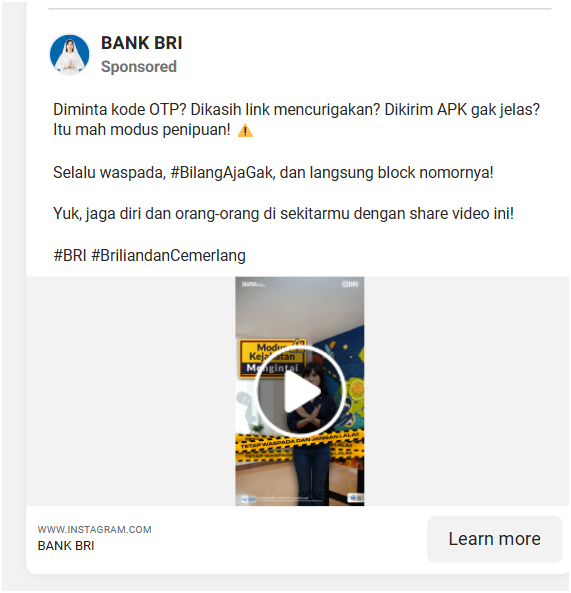 BANK BRI
Sponsored
Diminta kode OTP? Dikasih link mencurigakan? Dikirim APK gak jelas?
Itu mah modus penipuan! ⚠️
Selalu waspada, #BilangAjaGak, dan langsung block nomornya!
Yuk, jaga diri dan orang-orang di sekitarmu dengan share video ini!
#BRI #BriliandanCemerlang
BRI
Modus
Kejahatan
Mengintai
TETAP WASPADA DAN JANGAN LALAI
WWW.INSTAGRAM.COM
BANK BRI
Learn more